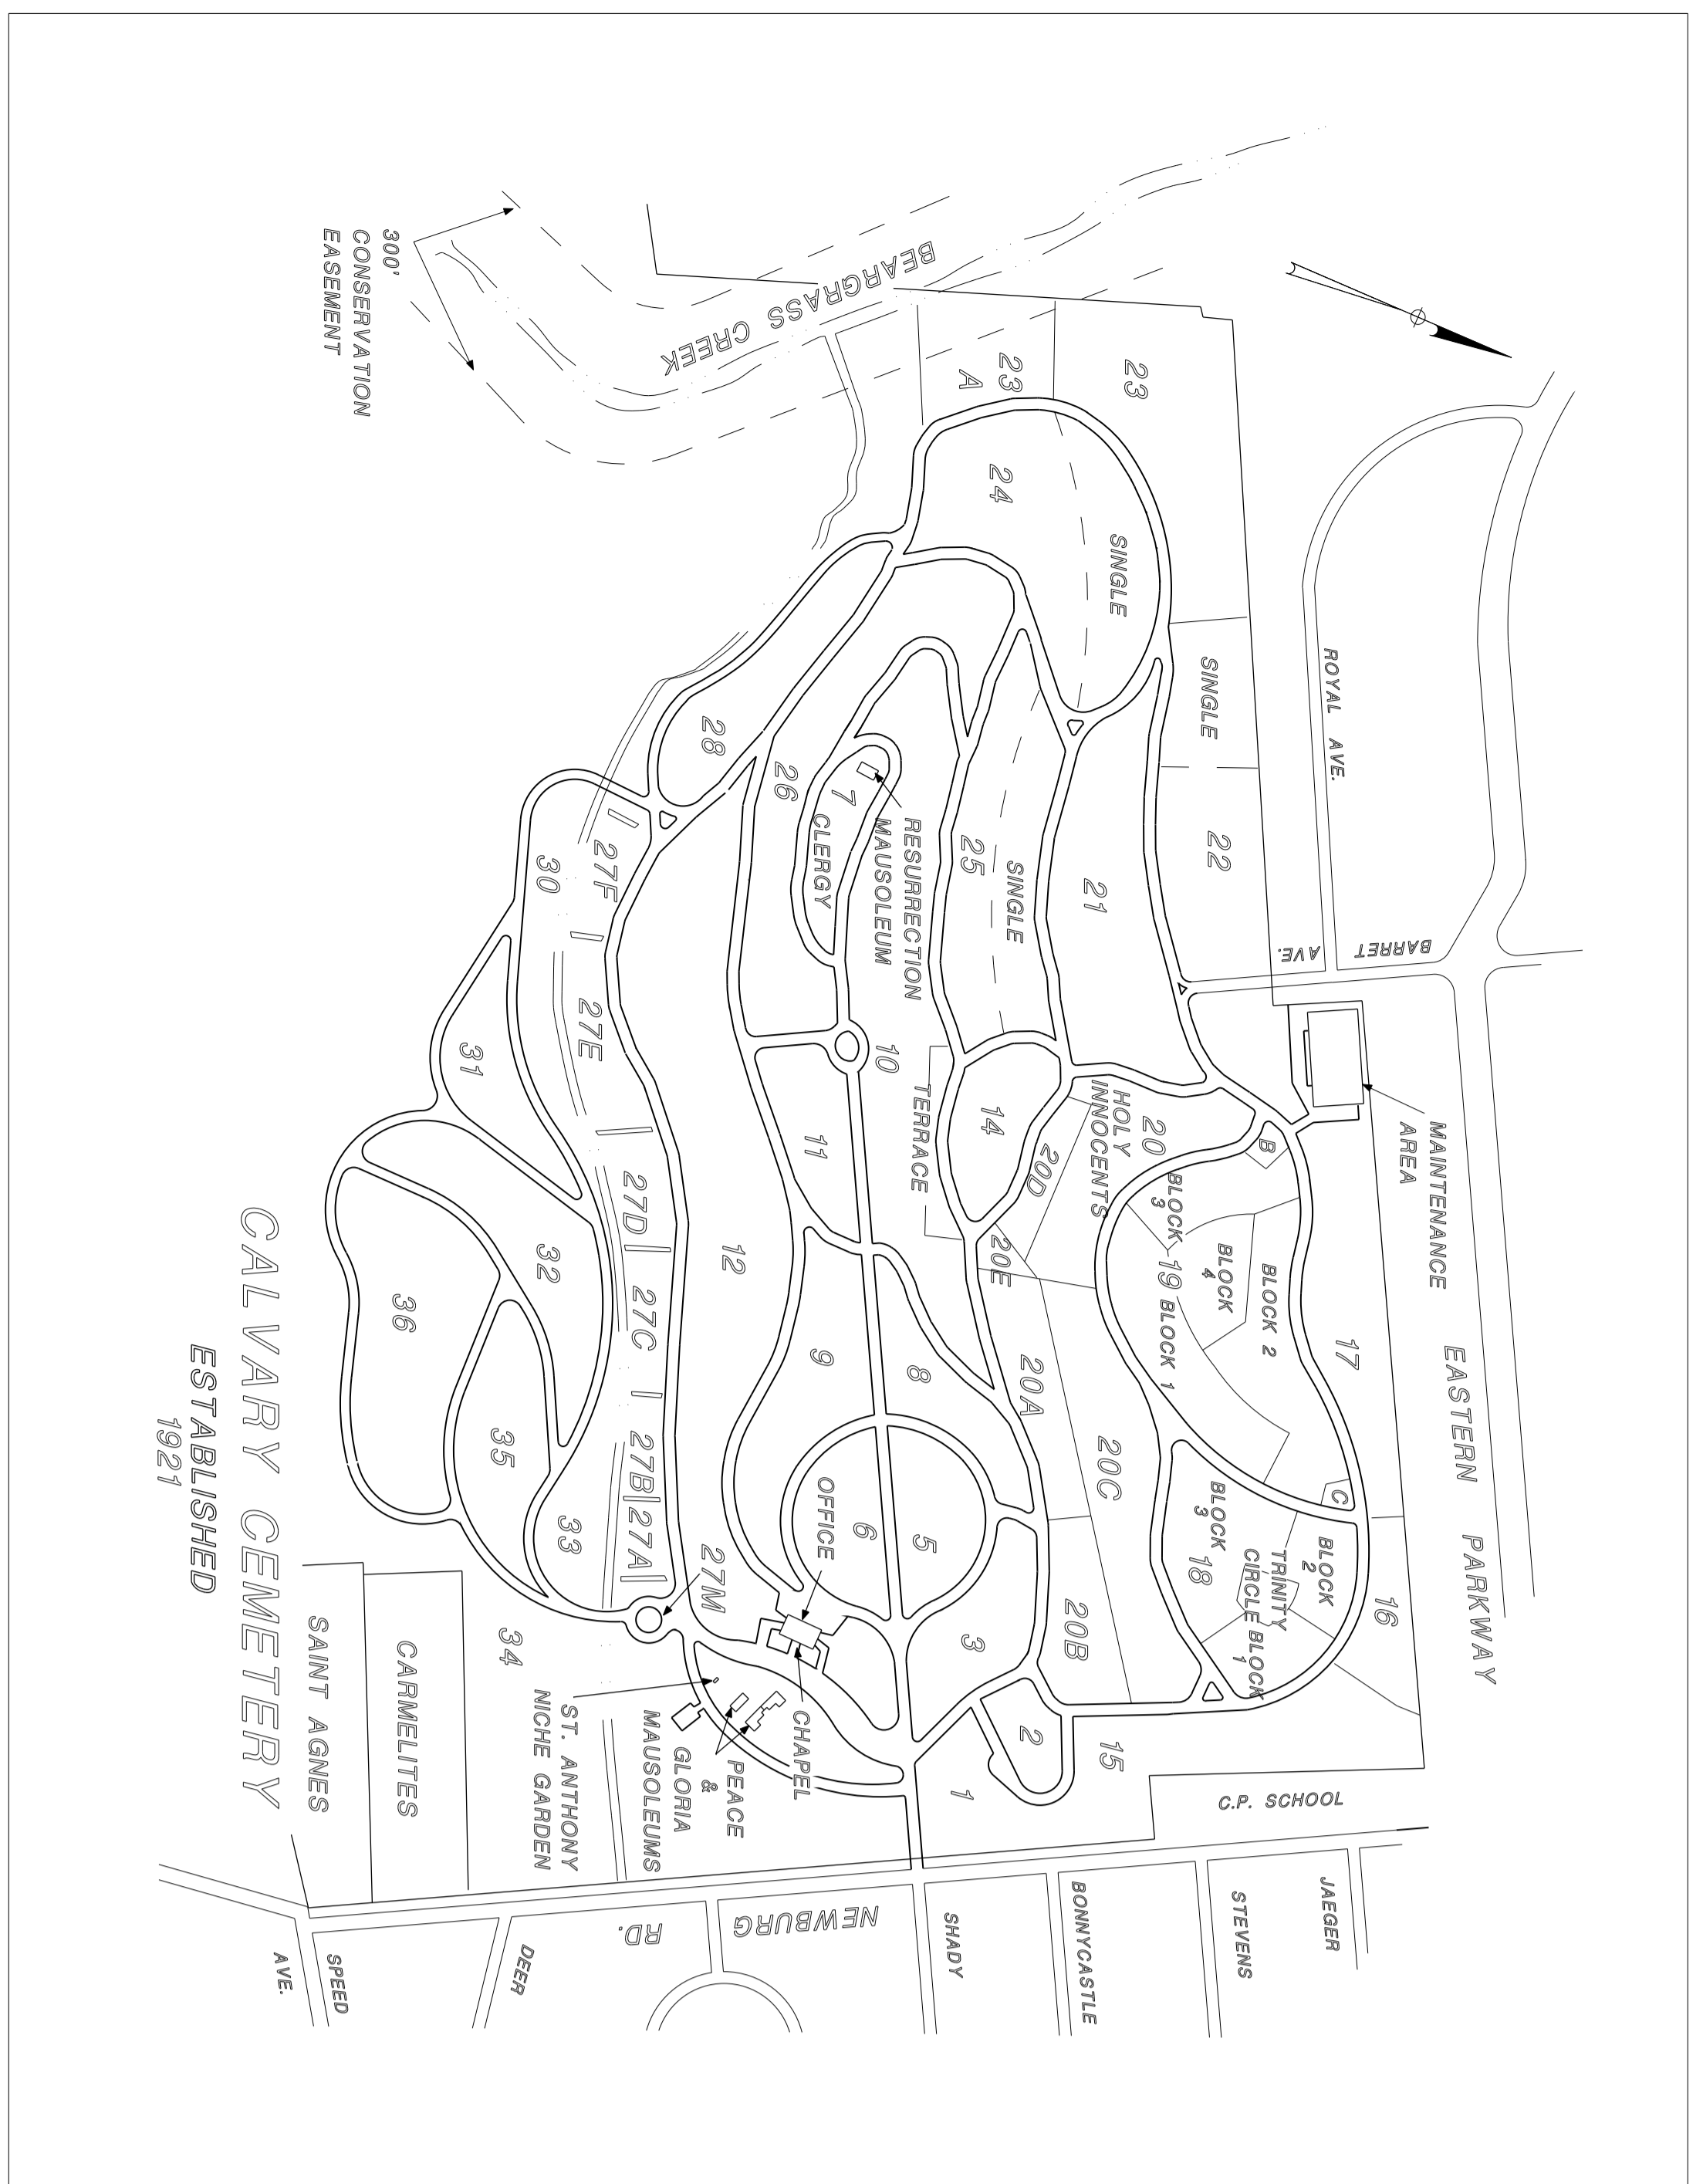 CALVARY CEMETERY
ESTABLISHED
1921
300'
CONSERVATION
EASEMENT
BEARGRASS CREEK
EASTERN PARKWAY
ROYAL AVE.
BARRET
AVE.
MAINTENANCE
AREA
23
23
A
24
SINGLE
SINGLE
22
21
SINGLE
25
RESURRECTION
MAUSOLEUM
7
CLERGY
26
28
10
TERRACE
14
HOLY
INNOCENTS
20
20D
20E
20A
20C
20B
B
BLOCK
3
BLOCK
4
BLOCK 2
19
BLOCK 1
17
C
BLOCK
3
18
BLOCK
2
TRINITY
CIRCLE
BLOCK
1
16
15
11
12
9
8
5
6
3
2
1
OFFICE
CHAPEL
27F
27E
27D
27C
27B
27A
27M
30
31
32
33
34
35
36
PEACE
&
GLORIA
MAUSOLEUMS
ST. ANTHONY
NICHE GARDEN
CARMELITES
SAINT AGNES
C.P. SCHOOL
NEWBURG
RD.
JAEGER
STEVENS
BONNYCASTLE
SHADY
DEER
SPEED
AVE.